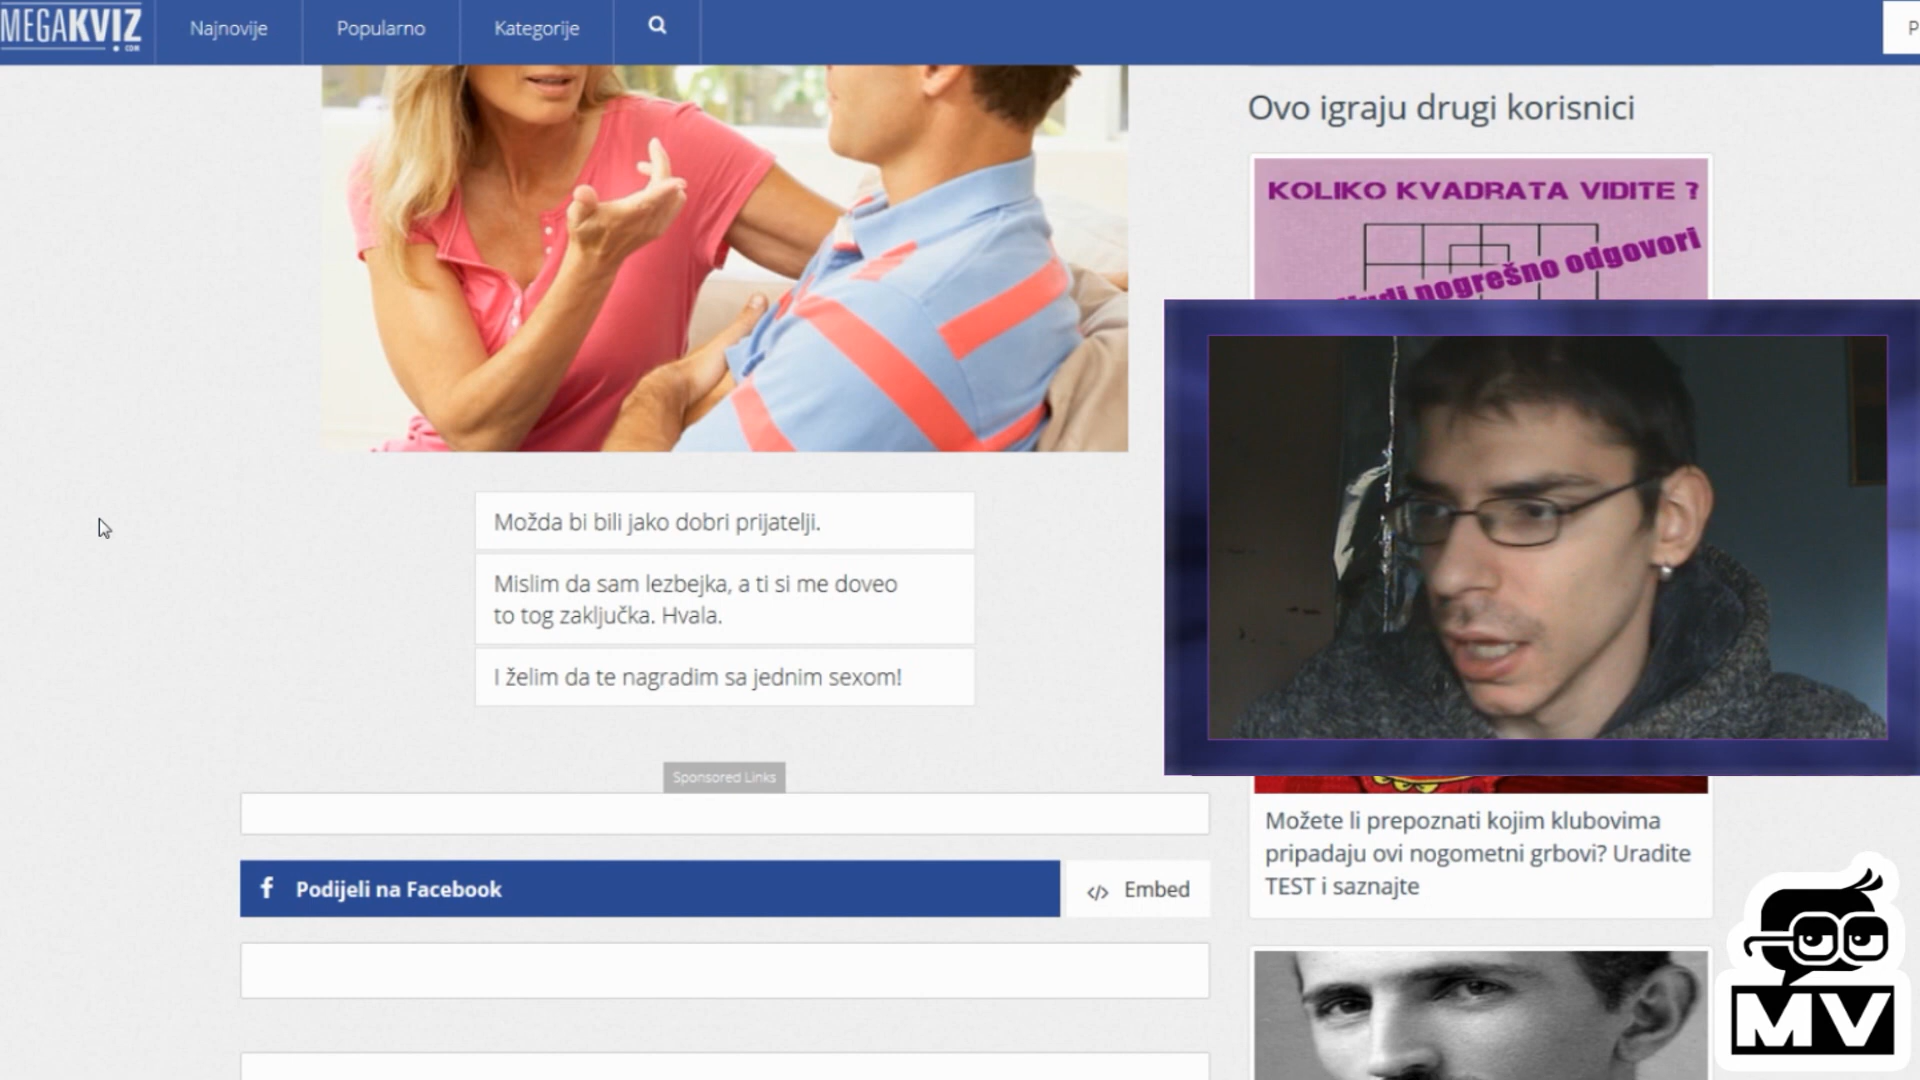 MEGAKVIZ
.COM
Najnovije
Popularno
Kategorije
P
Ovo igraju drugi korisnici
KOLIKO KVADRATA VIDITE ?
pogrešno odgovori
Možda bi bili jako dobri prijatelji.
Mislim da sam lezbejka, a ti si me doveo
to tog zaključka. Hvala.
I želim da te nagradim sa jednim sexom!
Sponsored Links
f Podijeli na Facebook
</> Embed
Možete li prepoznati kojim klubovima
pripadaju ovi nogometni grbovi? Uradite
TEST i saznajte
MV